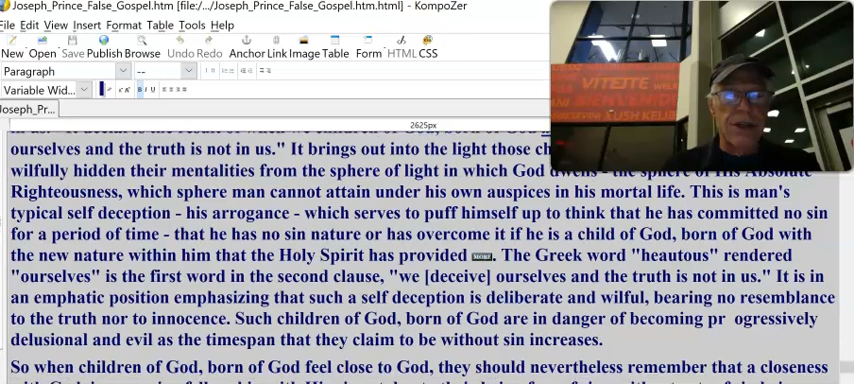 Joseph_Prince_False_Gospel.htm [file:/.../Joseph_Prince_False_Gospel.htm.html] - KompoZer
File Edit View Insert Format Table Tools Help
New Open Save Publish Browse Undo Redo Anchor Link Image Table Form HTML CSS
Paragraph
Variable Wid...
Joseph_Pr...
2625px
ourselves and the truth is not in us." It brings out into the light those ch
wilfully hidden their mentalities from the sphere of light in which God dwells - the sphere of His Absolute
Righteousness, which sphere man cannot attain under his own auspices in his mortal life. This is man's
typical self deception - his arrogance - which serves to puff himself up to think that he has committed no sin
for a period of time - that he has no sin nature or has overcome it if he is a child of God, born of God with
the new nature within him that the Holy Spirit has provided MORE. The Greek word "heautous" rendered
"ourselves" is the first word in the second clause, "we [deceive] ourselves and the truth is not in us." It is in
an emphatic position emphasizing that such a self deception is deliberate and wilful, bearing no resemblance
to the truth nor to innocence. Such children of God, born of God are in danger of becoming pr ogressively
delusional and evil as the timespan that they claim to be without sin increases.
So when children of God, born of God feel close to God, they should nevertheless remember that a closeness
VITEJTE